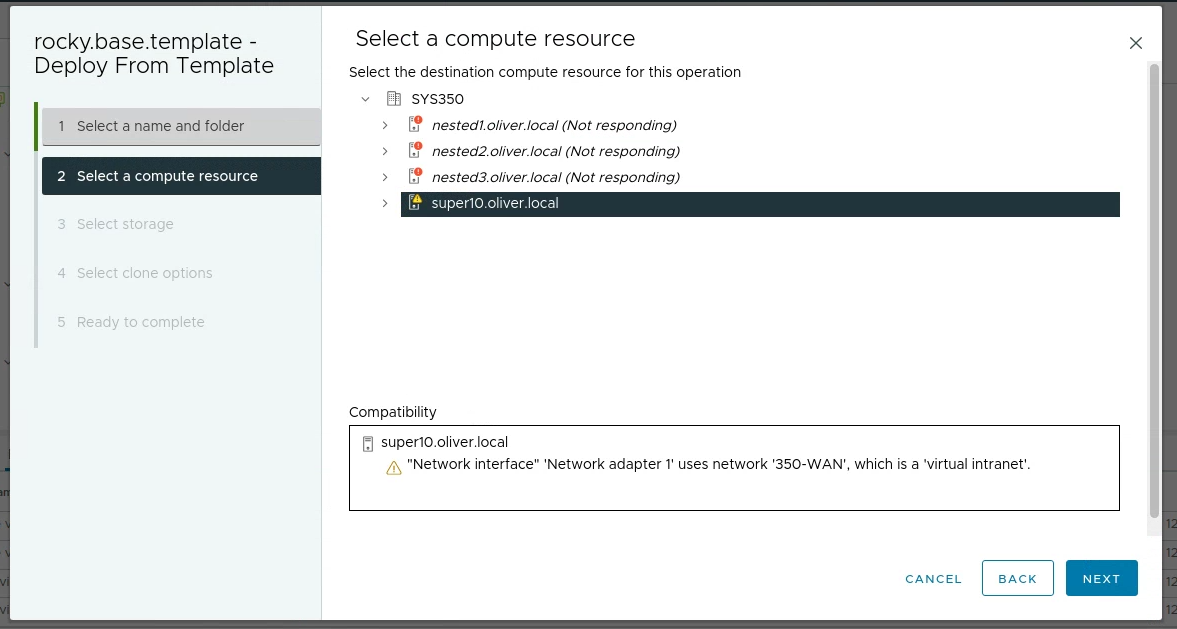 rocky.base.template -
Deploy From Template
1 Select a name and folder
2 Select a compute resource
3 Select storage
4 Select clone options
5 Ready to complete
Select a compute resource
Select the destination compute resource for this operation
SYS350
nested1.oliver.local (Not responding)
nested2.oliver.local (Not responding)
nested3.oliver.local (Not responding)
super10.oliver.local
Compatibility
super10.oliver.local
"Network interface" 'Network adapter 1' uses network '350-WAN', which is a 'virtual intranet'.
CANCEL BACK NEXT
12
12
12
12